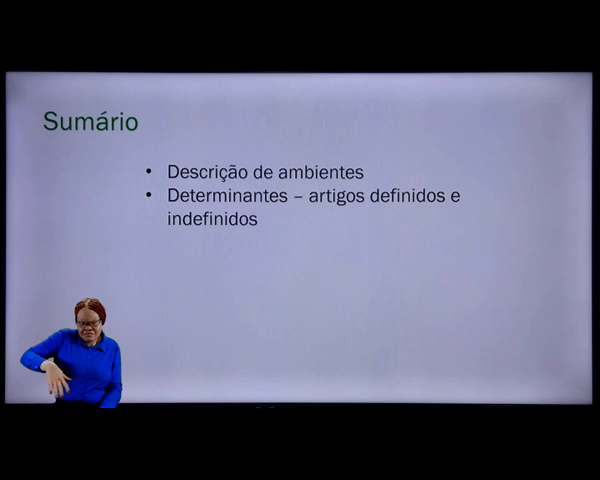 Sumário
• Descrição de ambientes
• Determinantes – artigos definidos e
indefinidos